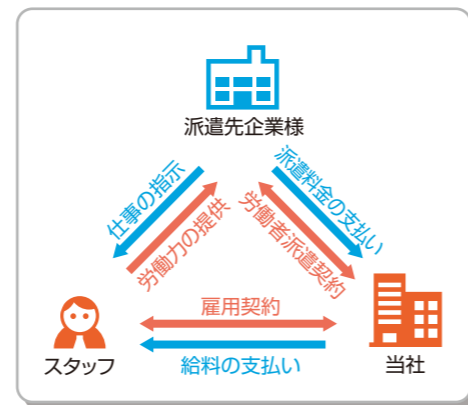 派遣先企業様
仕事の指示
労働力の提供
派遣料金の支払い
労働者派遣契約
雇用契約
給料の支払い
スタッフ
当社